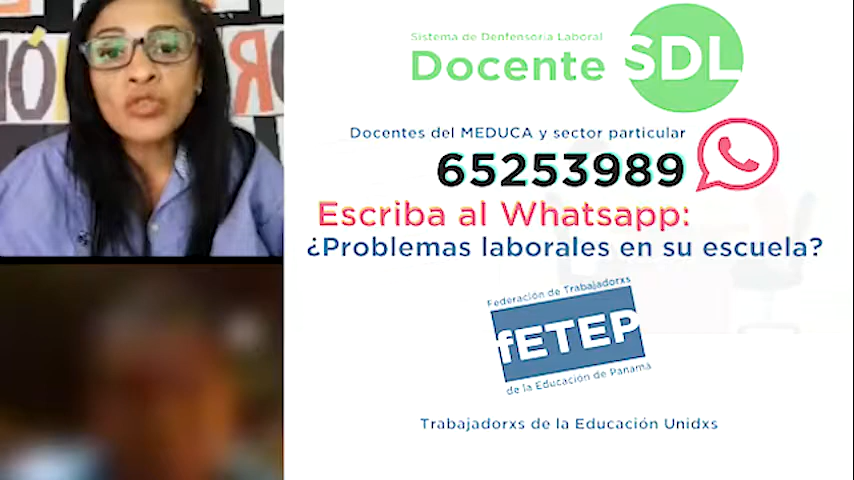 Sistema de Denfensoría Laboral
Docente
SDL
Docentes del MEDUCA y sector particular
65253989
Escriba al Whatsapp:
¿Problemas laborales en su escuela?
Federación de Trabajadorxs
fETEP
de la Educación de Panamá
Trabajadorxs de la Educación Unidxs